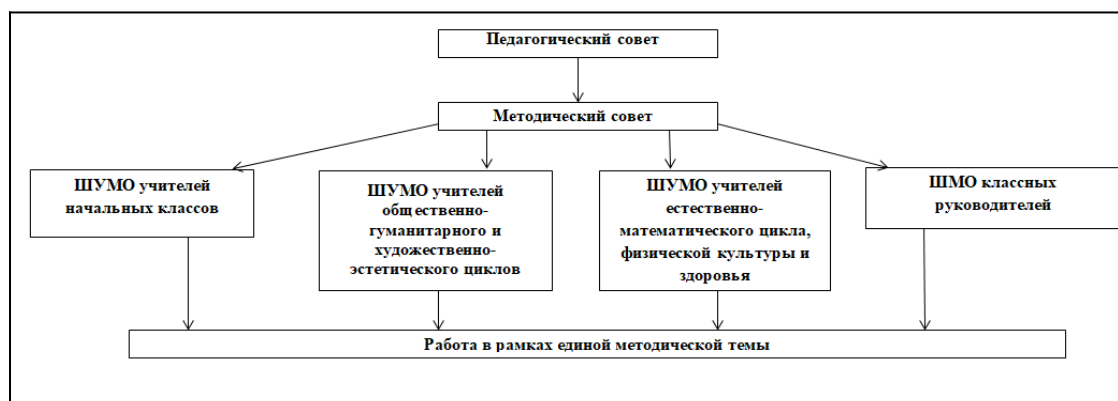 Педагогический совет
Методический совет
ШУМО учителей
начальных классов
ШУМО учителей
общественно-
гуманитарного и
художественно-
эстетического циклов
ШУМО учителей
естественно-
математического цикла,
физической культуры и
здоровья
ШМО классных
руководителей
Работа в рамках единой методической темы